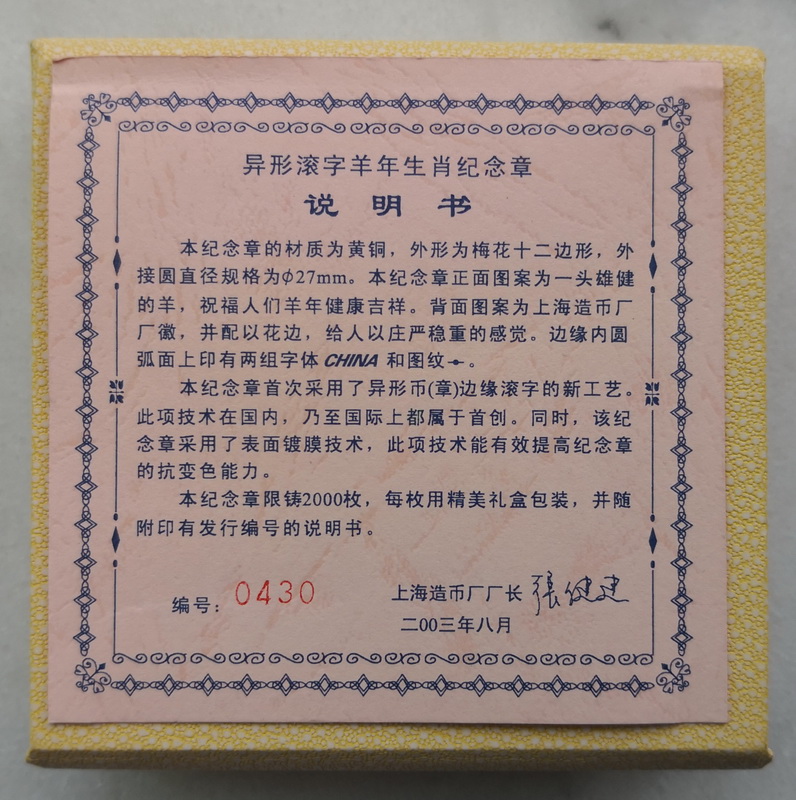 异形滚字羊年生肖纪念章
说明书
本纪念章的材质为黄铜，外形为梅花十二边形，外
接圆直径规格为φ27mm。本纪念章正面图案为一头雄健
的羊，祝福人们羊年健康吉祥。背面图案为上海造币厂
厂徽，并配以花边，给人以庄严稳重的感觉。边缘内圆
弧面上印有两组字体CHINA和图纹。
本纪念章首次采用了异形币(章)边缘滚字的新工艺。
此项技术在国内，乃至国际上都属于首创。同时，该纪
念章采用了表面镀膜技术，此项技术能有效提高纪念章
的抗变色能力。
本纪念章限铸2000枚，每枚用精美礼盒包装，并随
附印有发行编号的说明书。
编号：0430
上海造币厂厂长 張健建
二OO三年八月